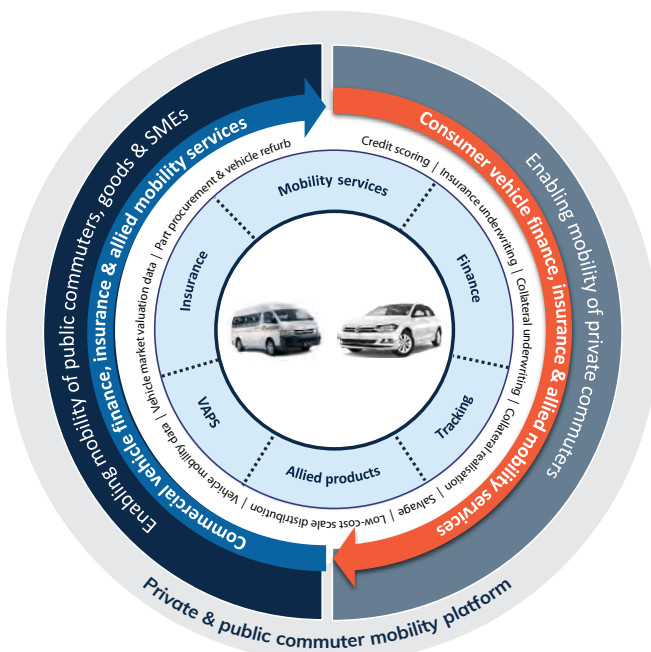 Enabling mobility of public commuters, goods & SMEs
Commercial vehicle finance, insurance & allied mobility services
Enabling mobility of private commuters
Consumer vehicle finance, insurance & allied mobility services
Credit scoring | Insurance underwriting | Collateral underwriting | Collateral realisation | Salvage | Low-cost scale distribution | Vehicle mobility data | Vehicle market valuation data | Part procurement & vehicle refurb
Mobility services
Finance
Tracking
Allied products
VAPS
Insurance
Private & public commuter mobility platform